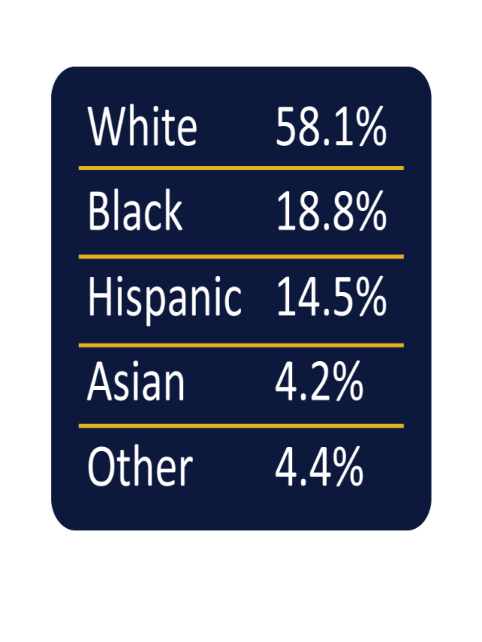 White 58.1%
Black 18.8%
Hispanic 14.5%
Asian 4.2%
Other 4.4%